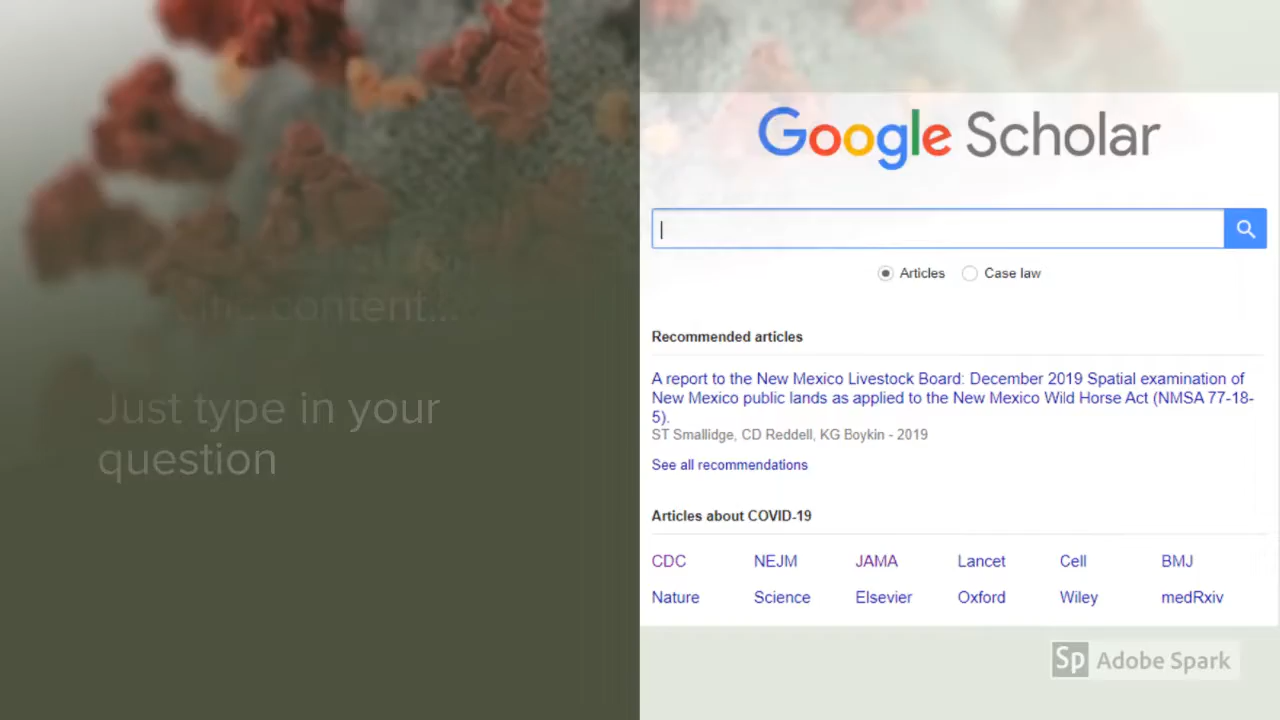 content...
Just type in your
question
Google Scholar
Articles
Case law
Recommended articles
A report to the New Mexico Livestock Board: December 2019 Spatial examination of
New Mexico public lands as applied to the New Mexico Wild Horse Act (NMSA 77-18-
5).
ST Smallidge, CD Reddell, KG Boykin - 2019
See all recommendations
Articles about COVID-19
CDC NEJM JAMA Lancet Cell BMJ
Nature Science Elsevier Oxford Wiley medRxiv
Sp Adobe Spark